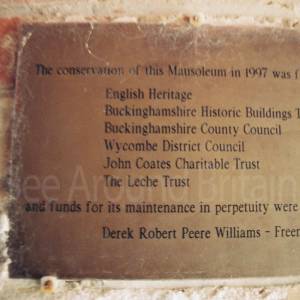 The conservation of this Mausoleum in 1997 was f
English Heritage
Buckinghamshire Historic Buildings T
Buckinghamshire County Council
Wycombe District Council
John Coates Charitable Trust
The Leche Trust
and funds for its maintenance in perpetuity were
Derek Robert Peere Williams - Freem